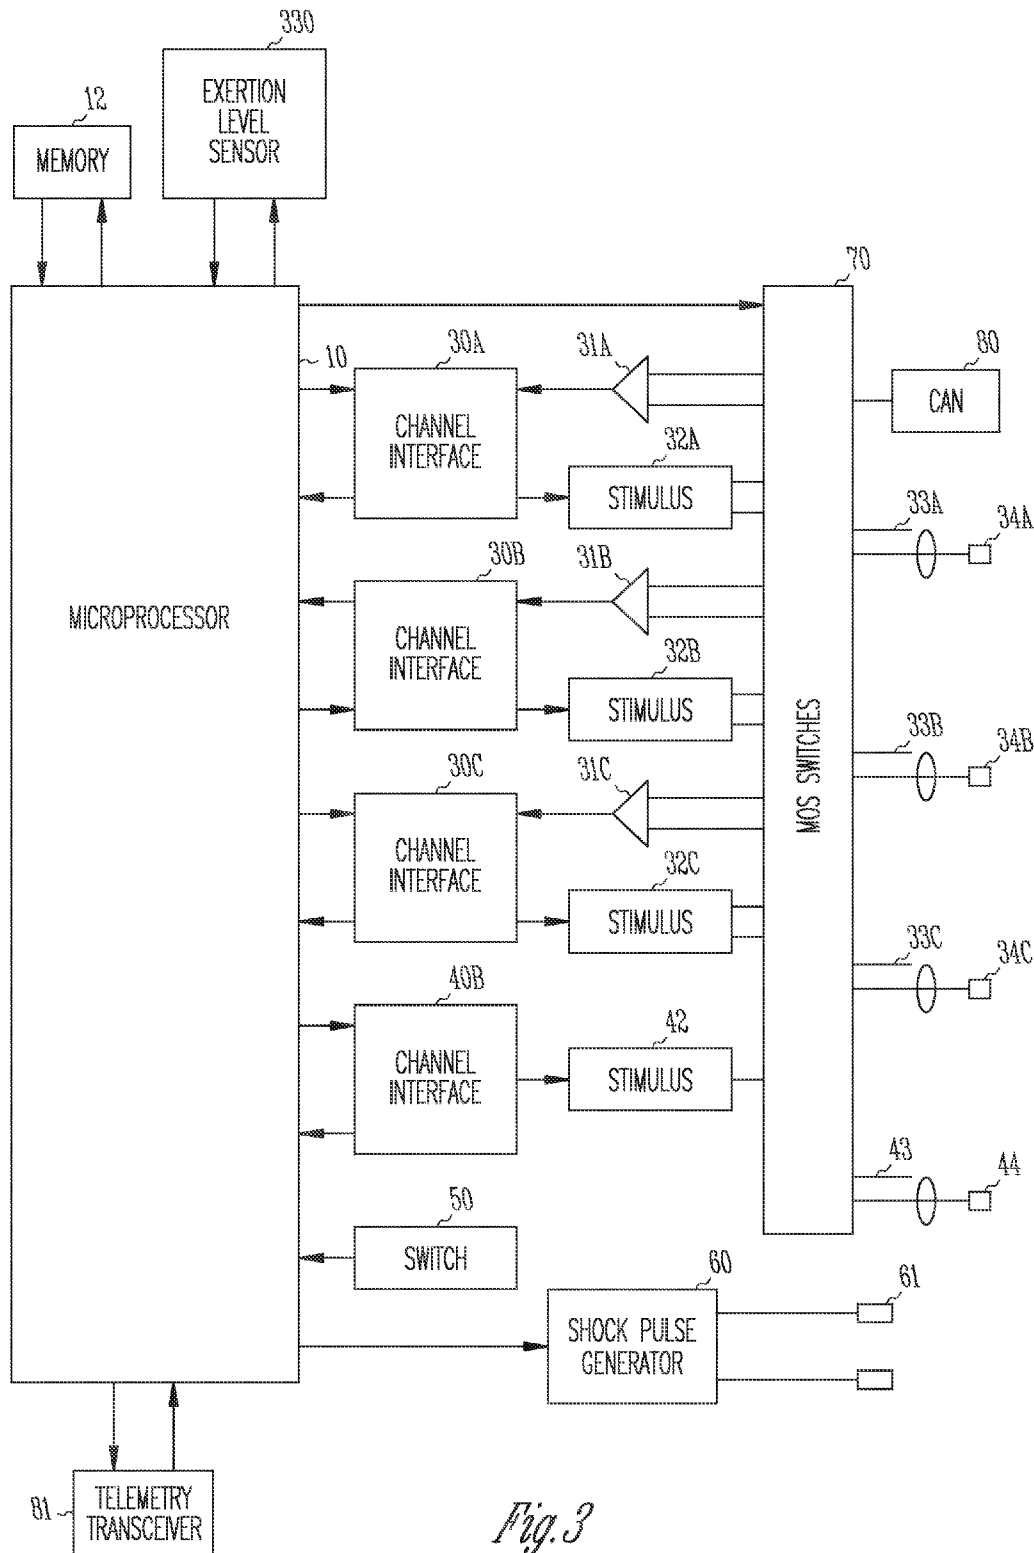 330
EXERTION
LEVEL
SENSOR
12
MEMORY
70
10
30A
31A
80
CAN
CHANNEL
INTERFACE
32A
STIMULUS
33A
34A
30B
31B
MICROPROCESSOR
CHANNEL
INTERFACE
32B
STIMULUS
MOS SWITCHES
33B
34B
30C
31C
CHANNEL
INTERFACE
32C
STIMULUS
33C
34C
40B
42
CHANNEL
INTERFACE
STIMULUS
43
44
50
SWITCH
60
61
SHOCK PULSE
GENERATOR
81
TELEMETRY
TRANSCEIVER
Fig. 3